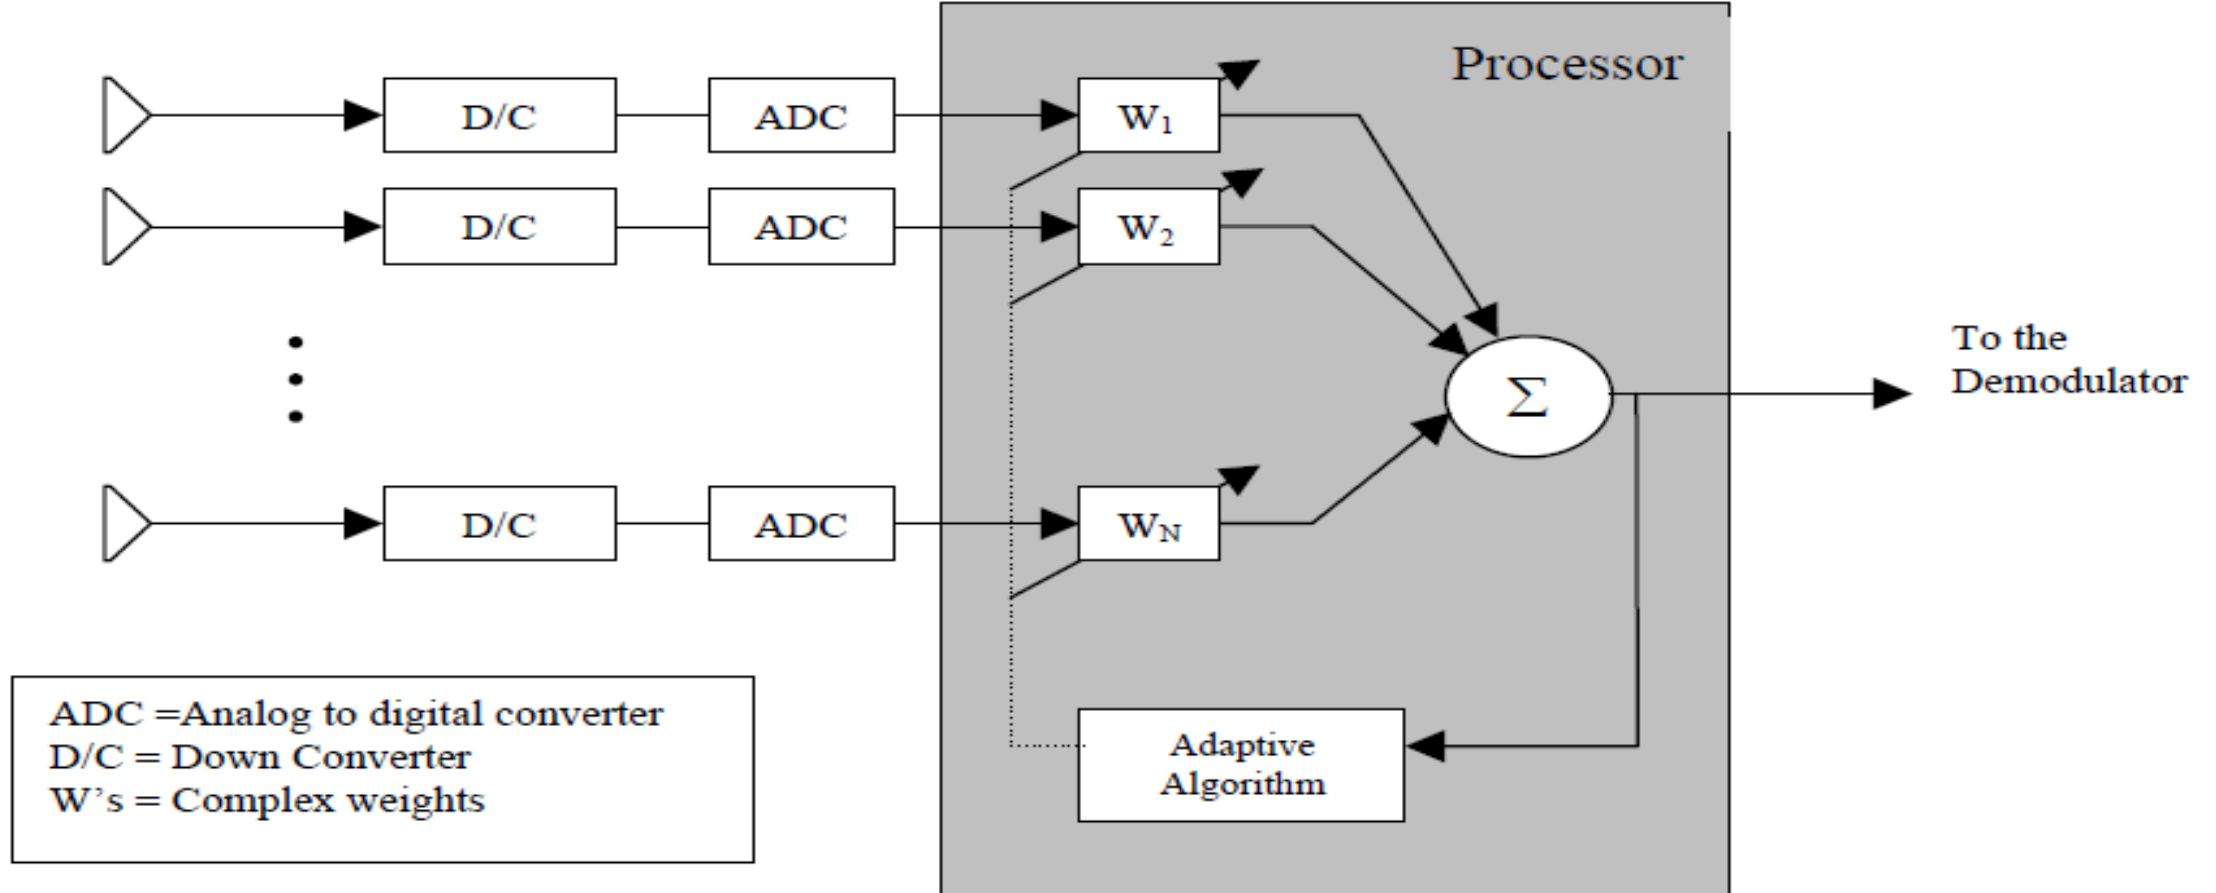 Processor
D/C ADC W₁
D/C ADC W₂
Σ
To the
Demodulator
D/C ADC W_N
ADC =Analog to digital converter
D/C = Down Converter
W’s = Complex weights
Adaptive
Algorithm